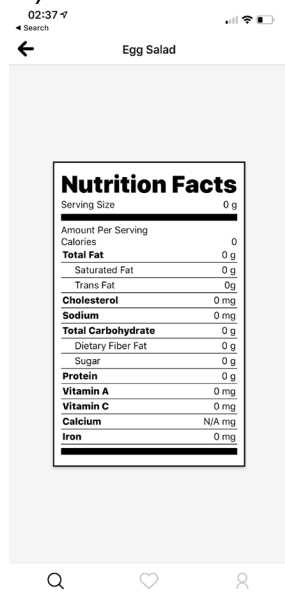 02:37
◀ Search
Egg Salad
Nutrition Facts
Serving Size 0 g
Amount Per Serving
Calories 0
Total Fat 0 g
Saturated Fat 0 g
Trans Fat 0g
Cholesterol 0 mg
Sodium 0 mg
Total Carbohydrate 0 g
Dietary Fiber Fat 0 g
Sugar 0 g
Protein 0 g
Vitamin A 0 mg
Vitamin C 0 mg
Calcium N/A mg
Iron 0 mg